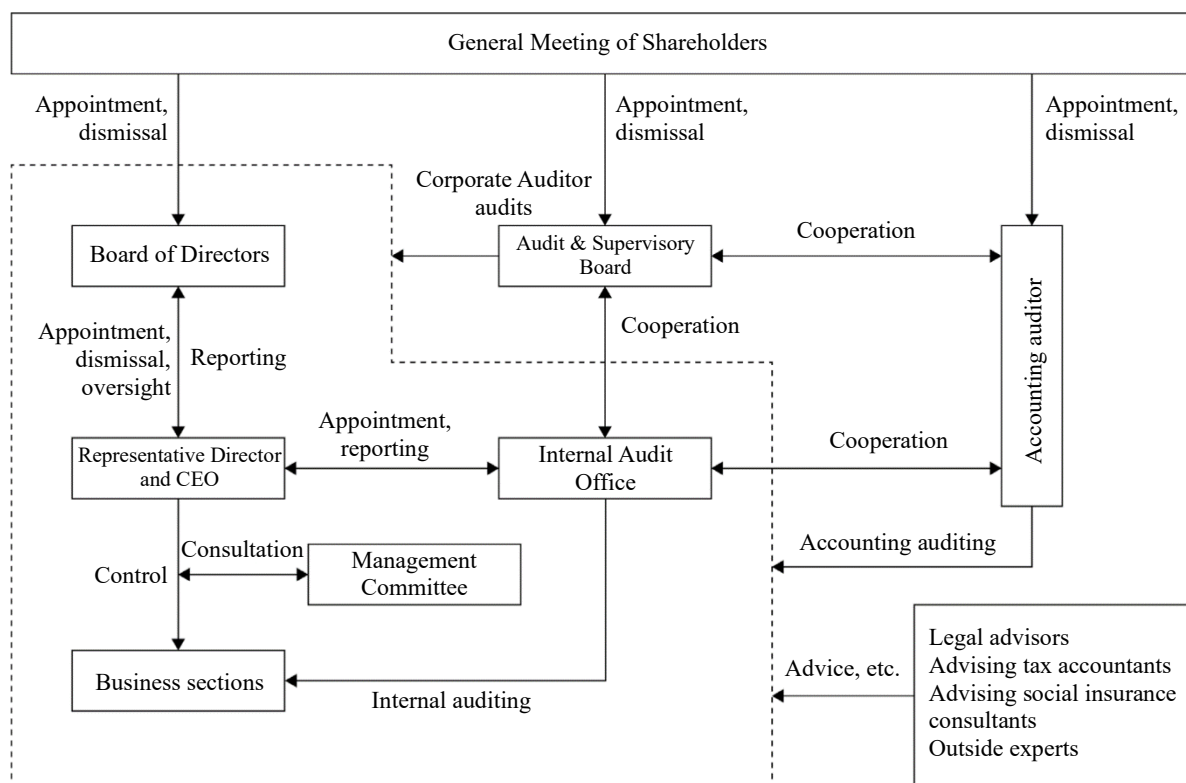 General Meeting of Shareholders
Appointment,
dismissal
Appointment,
dismissal
Appointment,
dismissal
Corporate Auditor
audits
Board of Directors
Audit & Supervisory
Board
Cooperation
Accounting auditor
Appointment,
dismissal,
oversight
Reporting
Cooperation
Appointment,
reporting
Representative Director
and CEO
Internal Audit
Office
Cooperation
Control
Consultation
Management
Committee
Accounting auditing
Business sections
Internal auditing
Advice, etc.
Legal advisors
Advising tax accountants
Advising social insurance
consultants
Outside experts